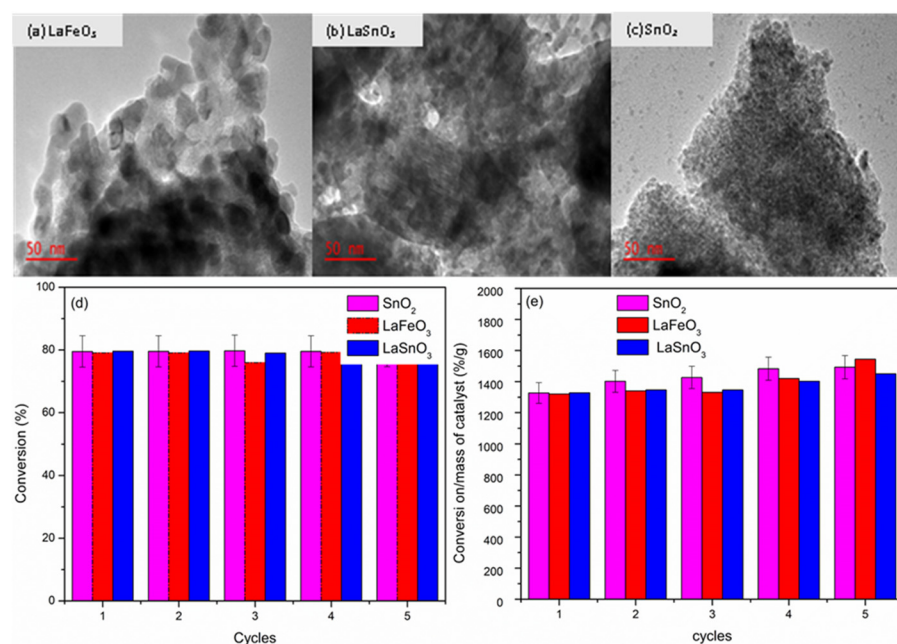 (a) LaFeO₃
(b) LaSnO₃
(c) SnO₂
50 nm
50 nm
50 nm
(d)
SnO₂
LaFeO₃
LaSnO₃
100
80
60
40
20
0
Conversion (%)
1 2 3 4 5
Cycles
(e)
SnO₂
LaFeO₃
LaSnO₃
2000
1800
1600
1400
1200
1000
800
600
400
200
0
Conversi on/mass of catalyst (%/g)
1 2 3 4 5
cycles